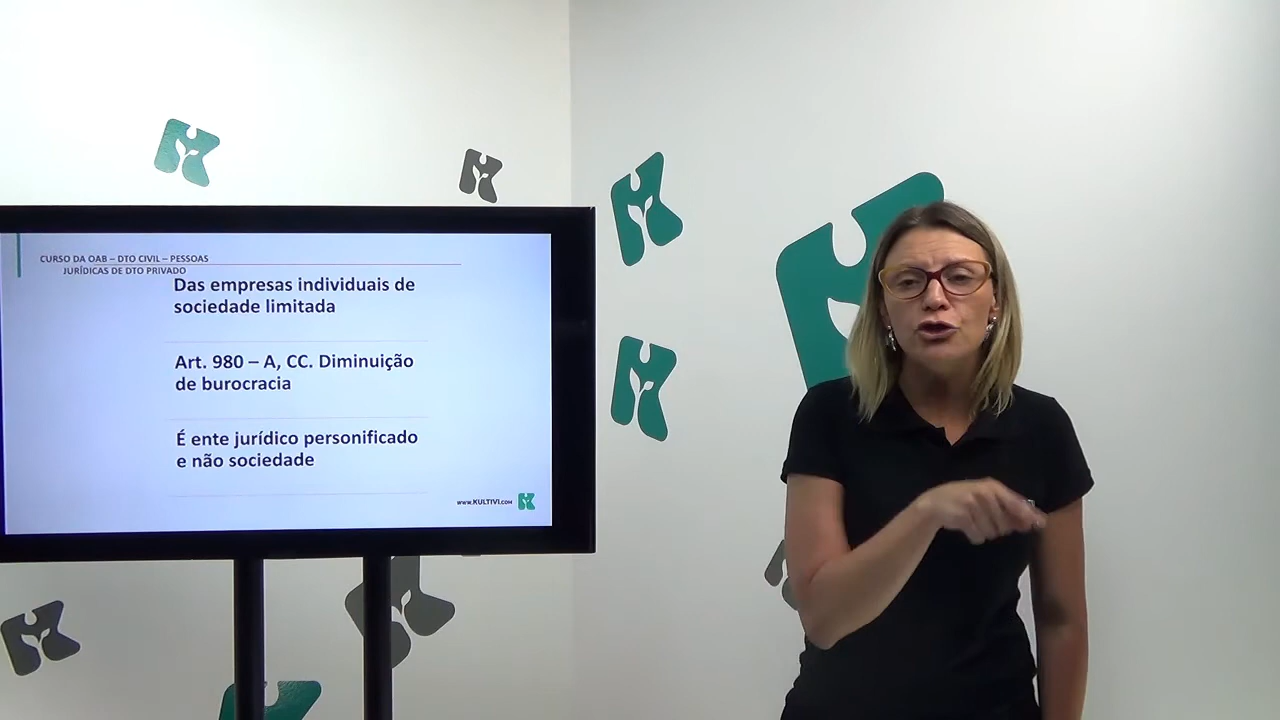 CURSO DA OAB – DTO CIVIL – PESSOAS
JURÍDICAS DE DTO PRIVADO
Das empresas individuais de
sociedade limitada
Art. 980 – A, CC. Diminuição
de burocracia
É ente jurídico personificado
e não sociedade
www.KULTIVI.com